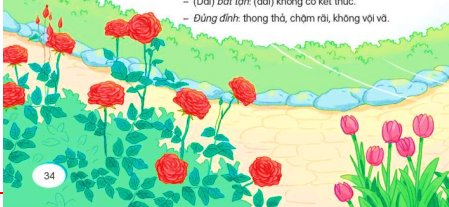 – (Dài) bất tận: (dài) không có kết thúc.
– Đủng đỉnh: thong thả, chậm rãi, không vội vã.
34